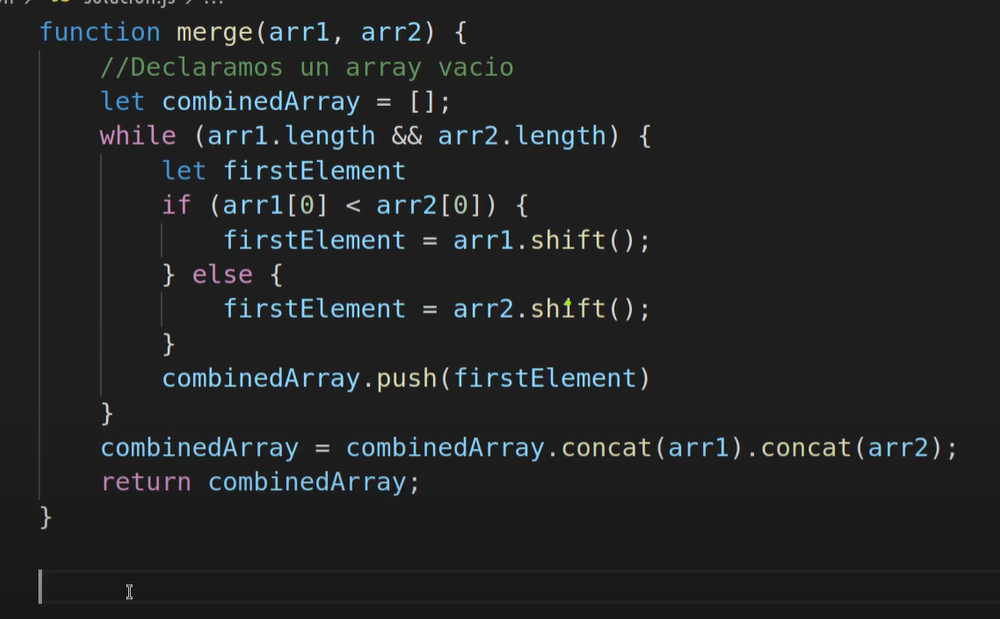 solucion.js > ...
function merge(arr1, arr2) {
    //Declaramos un array vacio
    let combinedArray = [];
    while (arr1.length && arr2.length) {
        let firstElement
        if (arr1[0] < arr2[0]) {
            firstElement = arr1.shift();
        } else {
            firstElement = arr2.shift();
        }
        combinedArray.push(firstElement)
    }
    combinedArray = combinedArray.concat(arr1).concat(arr2);
    return combinedArray;
}